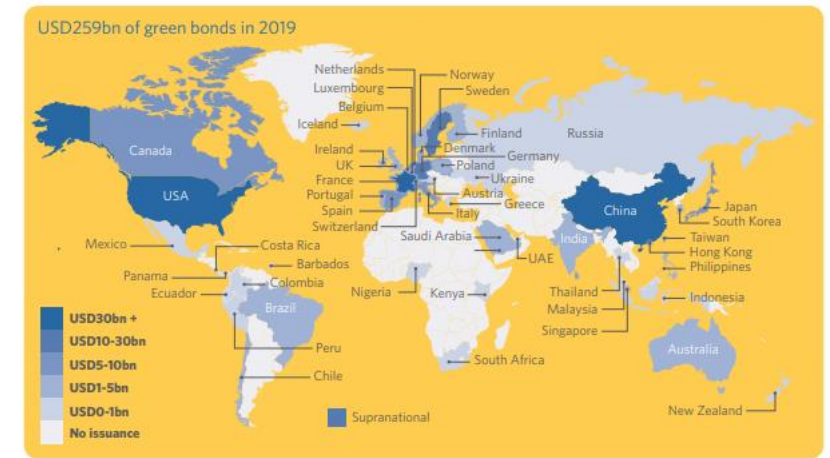 USD259bn of green bonds in 2019
Netherlands
Luxembourg
Belgium
Iceland
Norway
Sweden
Finland
Russia
Canada
Ireland
UK
France
Portugal
Spain
Switzerland
Denmark
Germany
Poland
Ukraine
Austria
Greece
Italy
USA
China
Japan
South Korea
Taiwan
Hong Kong
Philippines
Mexico
Costa Rica
Barbados
Panama
Colombia
Ecuador
Brazil
Peru
Chile
Saudi Arabia
UAE
India
Nigeria
Kenya
South Africa
Thailand
Malaysia
Singapore
Indonesia
Australia
New Zealand
USD30bn +
USD10-30bn
USD5-10bn
USD1-5bn
USD0-1bn
No issuance
Supranational